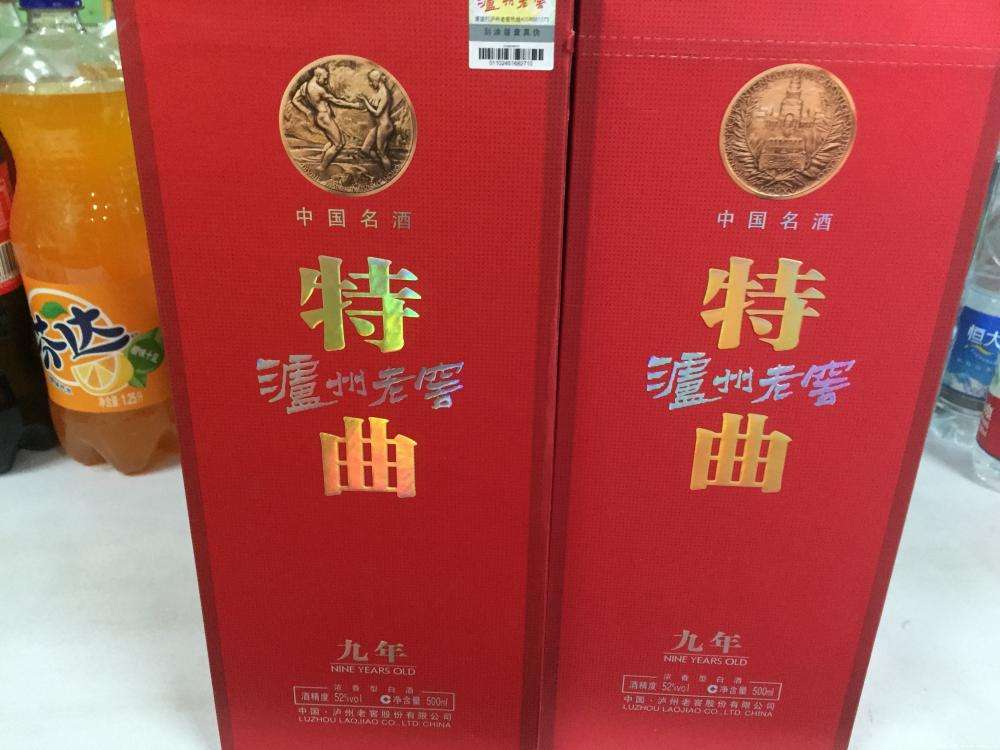 泸州老窖
刮涂层查真伪
01102451682710
中国名酒
特
泸州老窖
曲
九年
NINE YEARS OLD
浓香型白酒
酒精度 52%vol 净含量 500ml
中国·泸州老窖股份有限公司
LUZHOU LAOJIAO CO.,LTD.CHINA
中国名酒
特
泸州老窖
曲
九年
NINE YEARS OLD
浓香型白酒
酒精度 52%vol 净含量 500ml
中国·泸州老窖股份有限公司
LUZHOU LAOJIAO CO.,LTD.CHINA
芬达
净含量 1.25升
恒大